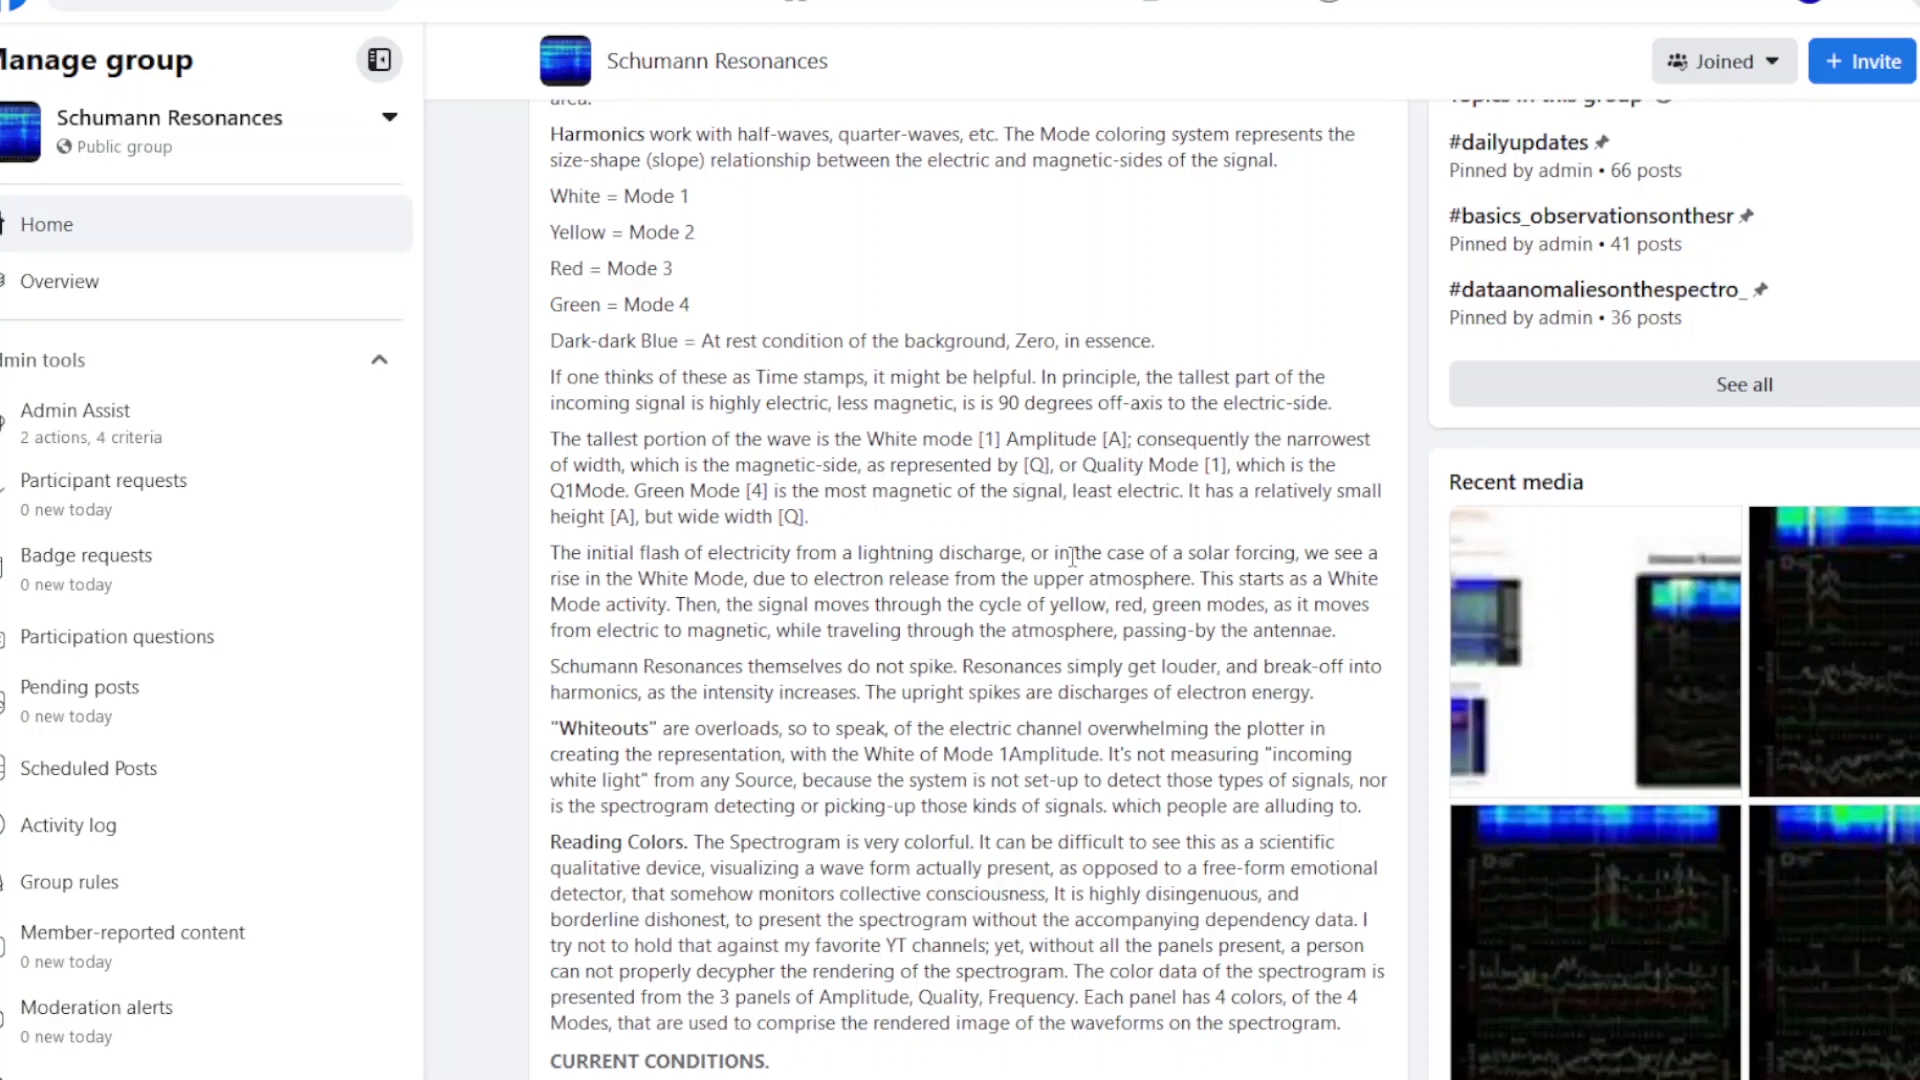 Manage group
Schumann Resonances
Public group
Home
Overview
Admin tools
Admin Assist
2 actions, 4 criteria
Participant requests
0 new today
Badge requests
0 new today
Participation questions
Pending posts
0 new today
Scheduled Posts
Activity log
Group rules
Member-reported content
0 new today
Moderation alerts
0 new today
Schumann Resonances
Joined
+ Invite
area.
Harmonics work with half-waves, quarter-waves, etc. The Mode coloring system represents the
size-shape (slope) relationship between the electric and magnetic-sides of the signal.
White = Mode 1
Yellow = Mode 2
Red = Mode 3
Green = Mode 4
Dark-dark Blue = At rest condition of the background, Zero, in essence.
If one thinks of these as Time stamps, it might be helpful. In principle, the tallest part of the
incoming signal is highly electric, less magnetic, is is 90 degrees off-axis to the electric-side.
The tallest portion of the wave is the White mode [1] Amplitude [A]; consequently the narrowest
of width, which is the magnetic-side, as represented by [Q], or Quality Mode [1], which is the
Q1Mode. Green Mode [4] is the most magnetic of the signal, least electric. It has a relatively small
height [A], but wide width [Q].
The initial flash of electricity from a lightning discharge, or in the case of a solar forcing, we see a
rise in the White Mode, due to electron release from the upper atmosphere. This starts as a White
Mode activity. Then, the signal moves through the cycle of yellow, red, green modes, as it moves
from electric to magnetic, while traveling through the atmosphere, passing-by the antennae.
Schumann Resonances themselves do not spike. Resonances simply get louder, and break-off into
harmonics, as the intensity increases. The upright spikes are discharges of electron energy.
"Whiteouts" are overloads, so to speak, of the electric channel overwhelming the plotter in
creating the representation, with the White of Mode 1Amplitude. It's not measuring "incoming
white light" from any Source, because the system is not set-up to detect those types of signals, nor
is the spectrogram detecting or picking-up those kinds of signals. which people are alluding to.
Reading Colors. The Spectrogram is very colorful. It can be difficult to see this as a scientific
qualitative device, visualizing a wave form actually present, as opposed to a free-form emotional
detector, that somehow monitors collective consciousness, It is highly disingenuous, and
borderline dishonest, to present the spectrogram without the accompanying dependency data. I
try not to hold that against my favorite YT channels; yet, without all the panels present, a person
can not properly decypher the rendering of the spectrogram. The color data of the spectrogram is
presented from the 3 panels of Amplitude, Quality, Frequency. Each panel has 4 colors, of the 4
Modes, that are used to comprise the rendered image of the waveforms on the spectrogram.
CURRENT CONDITIONS.
Topics in this group
#dailyupdates
Pinned by admin • 66 posts
#basics_observationsonthesr
Pinned by admin • 41 posts
#dataanomaliesonthespectro_
Pinned by admin • 36 posts
See all
Recent media